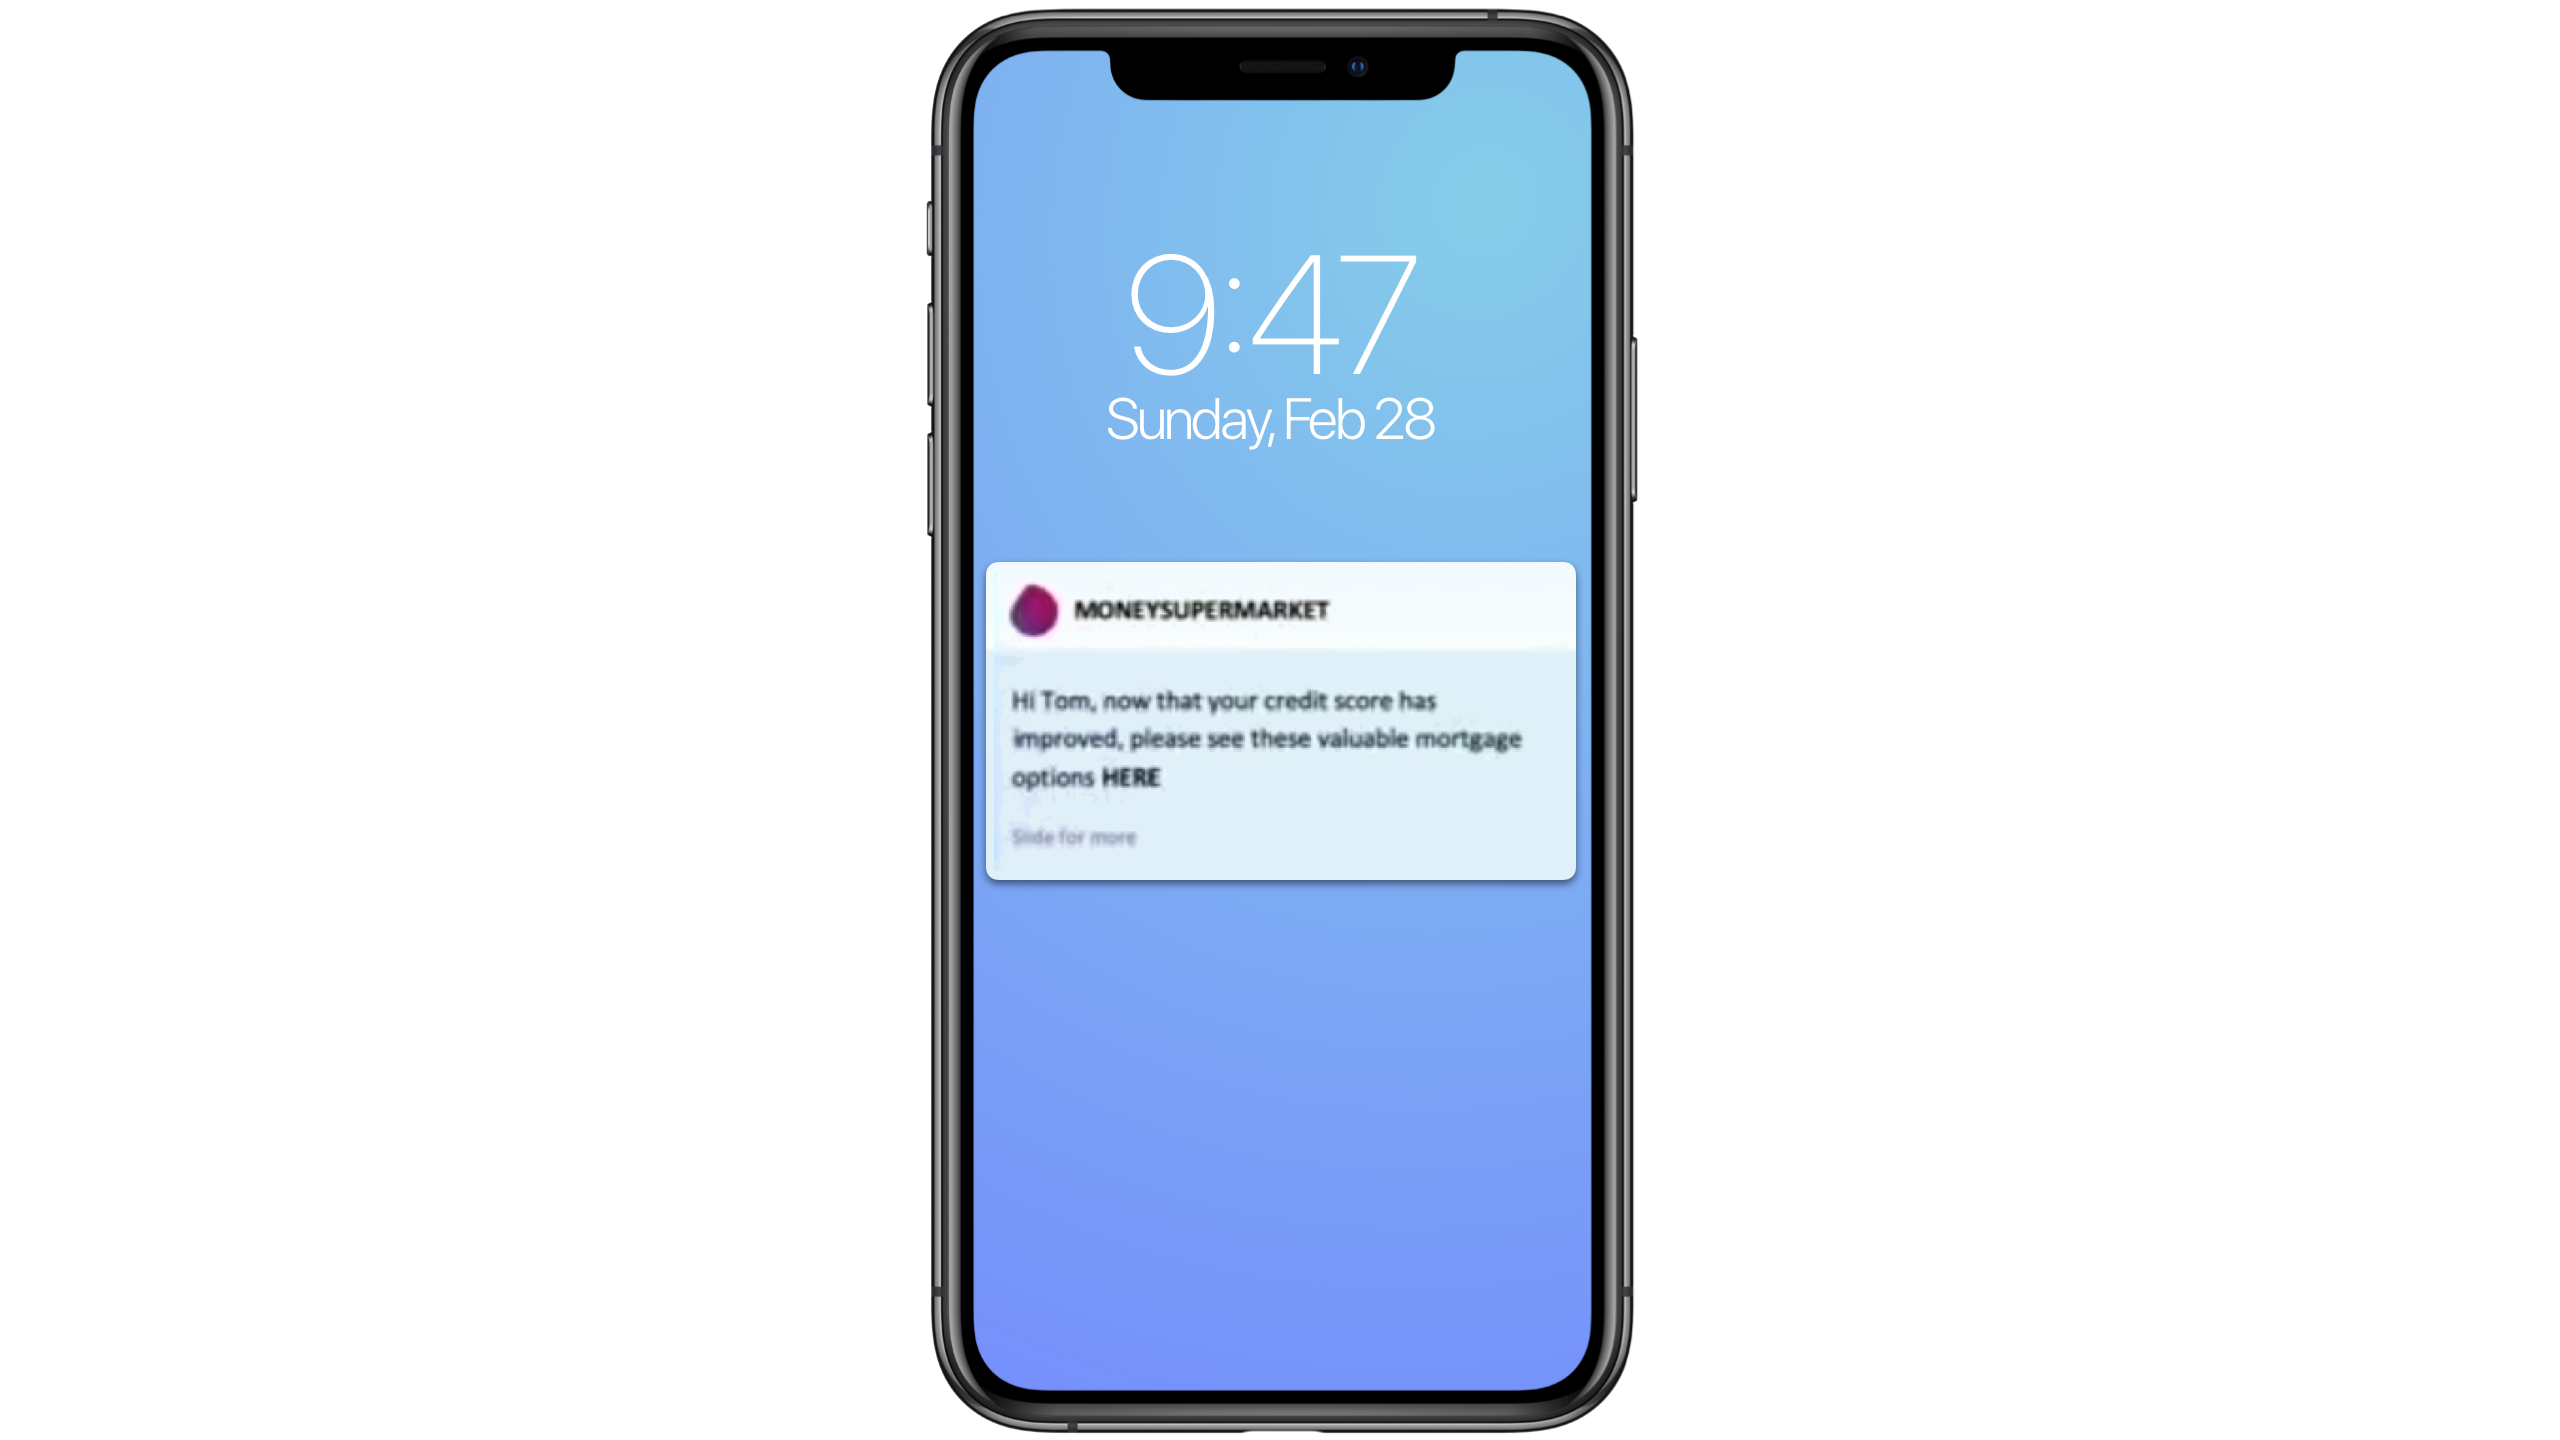 9:47
Sunday, Feb 28
MONEYSUPERMARKET
Hi Tom, now that your credit score has
improved, please see these valuable mortgage
options HERE
Slide for more